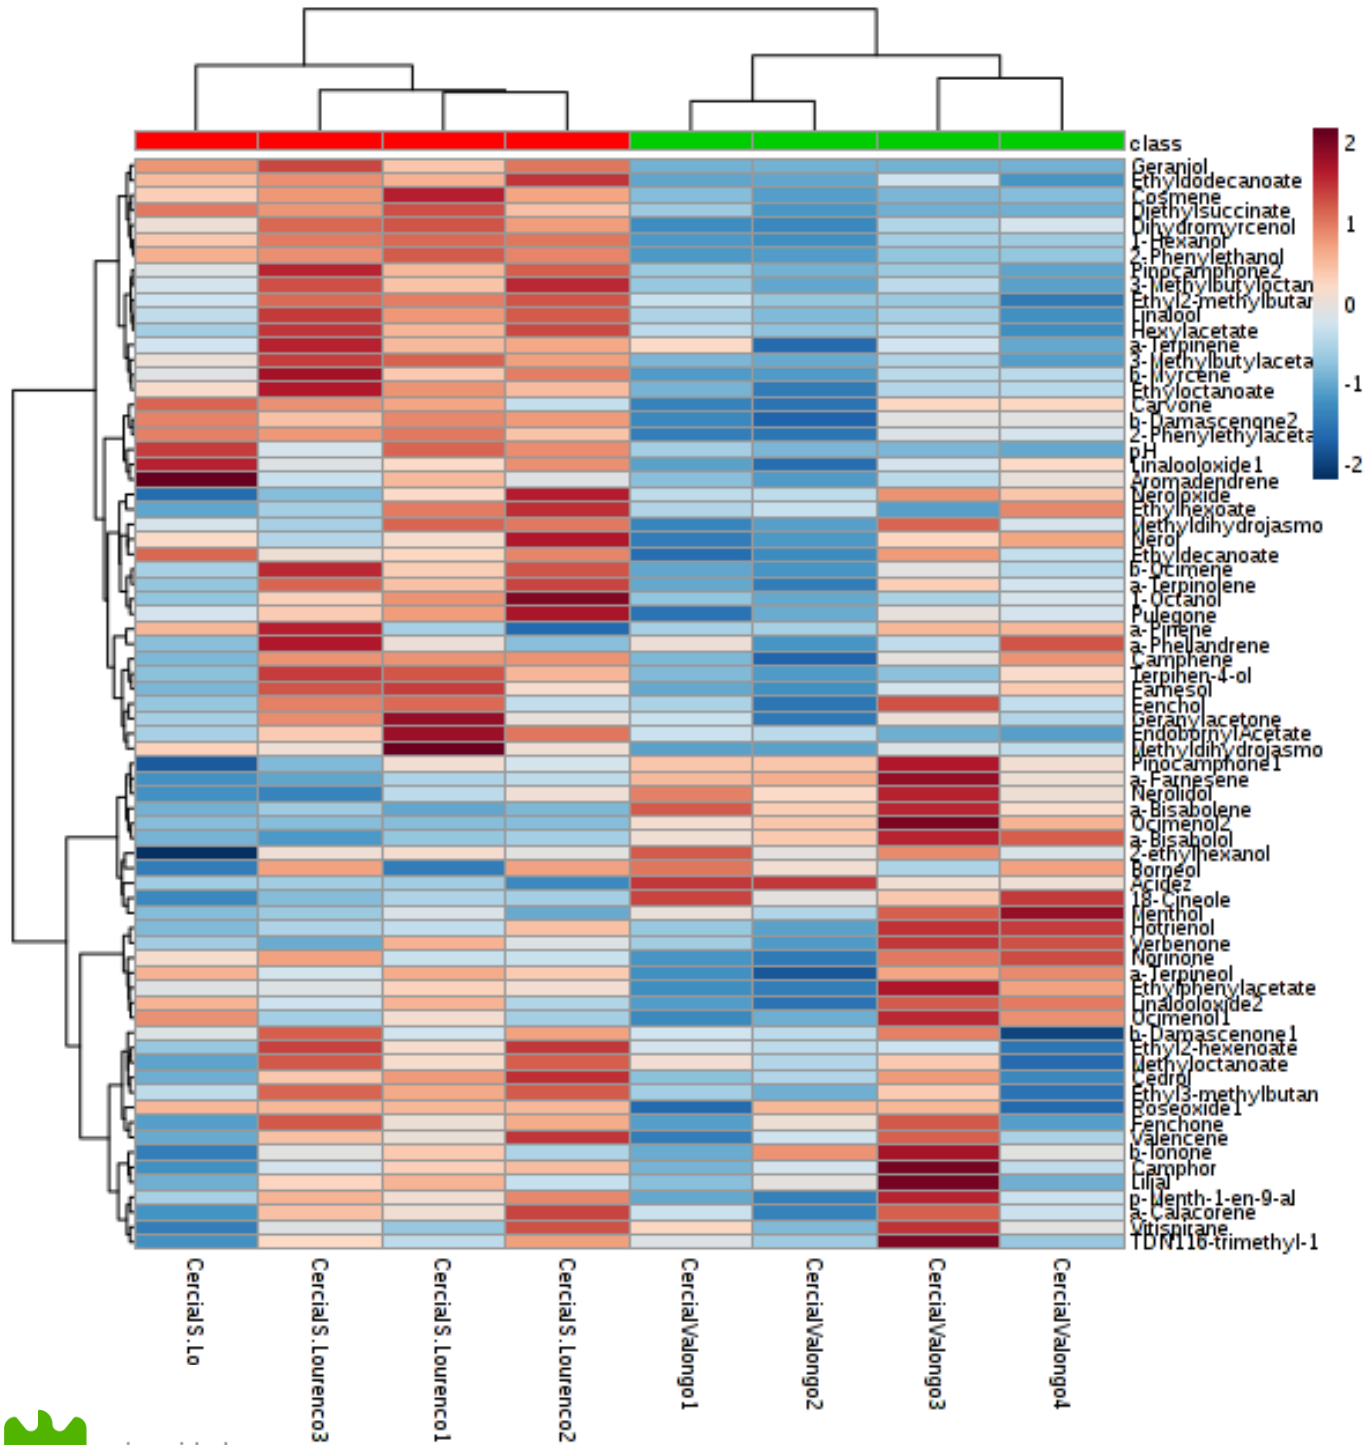 class
Geraniol
Ethyldodecanoate
Cosmene
Diethylsuccinate
Dihydromyrcenol
1-Hexanol
2-Phenylethanol
Pinocamphone2
3-Methylbutyloctan
Ethyl2-methylbutan
Linalool
Hexylacetate
a-Terpinene
3-Methylbutylaceta
b-Myrcene
Ethyloctanoate
Carvone
b-Damascenone2
2-Phenylethylaceta
pH
Linalooloxide1
Aromadendrene
Neroloxide
Ethylhexoate
Methyldihydrojasmo
Nerol
Ethyldecanoate
b-Ocimene
a-Terpinolene
1-Octanol
Pulegone
a-Pinene
a-Phellandrene
Camphene
Terpinen-4-ol
Farnesol
Fenchol
Geranylacetone
EndobornylAcetate
Methyldihydrojasmo
Pinocamphone1
a-Farnesene
Nerolidol
a-Bisabolene
Ocimenol2
a-Bisabolol
2-ethylhexanol
Borneol
Acidez
18-Cineole
Menthol
Hotrienol
Verbenone
Norinone
a-Terpineol
Ethylphenylacetate
Linalooloxide2
Ocimenol1
b-Damascenone1
Ethyl2-hexenoate
Methyloctanoate
Cedrol
Ethyl3-methylbutan
Roseoxide1
Fenchone
Valencene
b-Ionone
Camphor
Lilial
p-Menth-1-en-9-al
a-Calacorene
Vitispirane
TDN116-trimethyl-1
2
1
0
-1
-2
CercialS.Lo
CercialS.Lourenco3
CercialS.Lourenco1
CercialS.Lourenco2
CercialValongo1
CercialValongo2
CercialValongo3
CercialValongo4